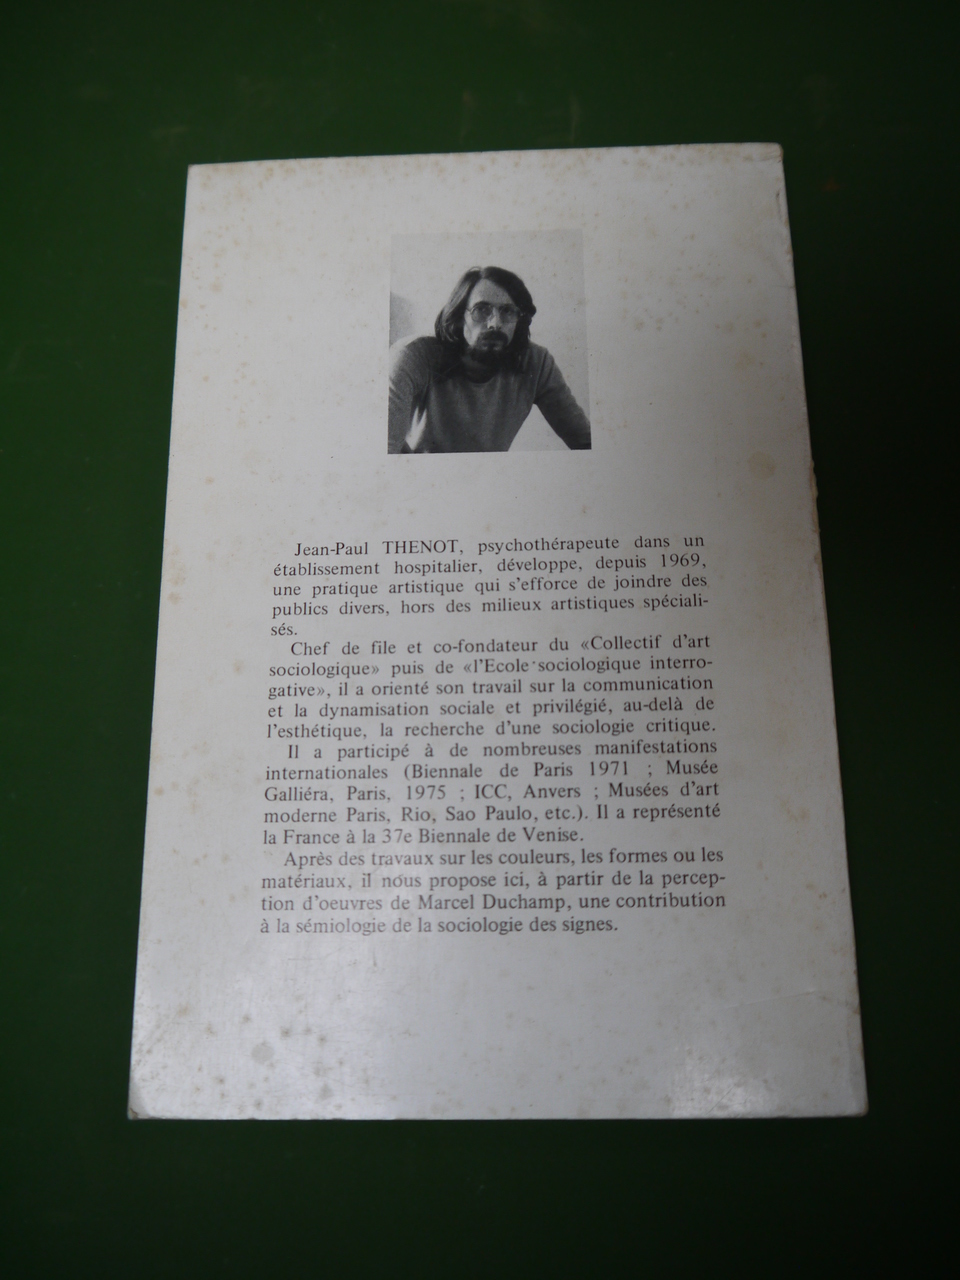 Jean-Paul THENOT, psychothérapeute dans un
établissement hospitalier, développe, depuis 1969,
une pratique artistique qui s'efforce de joindre des
publics divers, hors des milieux artistiques spéciali-
sés.
Chef de file et co-fondateur du «Collectif d'art
sociologique» puis de «l'Ecole sociologique interro-
gative», il a orienté son travail sur la communication
et la dynamisation sociale et privilégié, au-delà de
l'esthétique, la recherche d'une sociologie critique.
Il a participé à de nombreuses manifestations
internationales (Biennale de Paris 1971 ; Musée
Galliéra, Paris, 1975 ; ICC, Anvers ; Musées d'art
moderne Paris, Rio, Sao Paulo, etc.). Il a représenté
la France à la 37e Biennale de Venise.
Après des travaux sur les couleurs, les formes ou les
matériaux, il nous propose ici, à partir de la percep-
tion d'oeuvres de Marcel Duchamp, une contribution
à la sémiologie de la sociologie des signes.